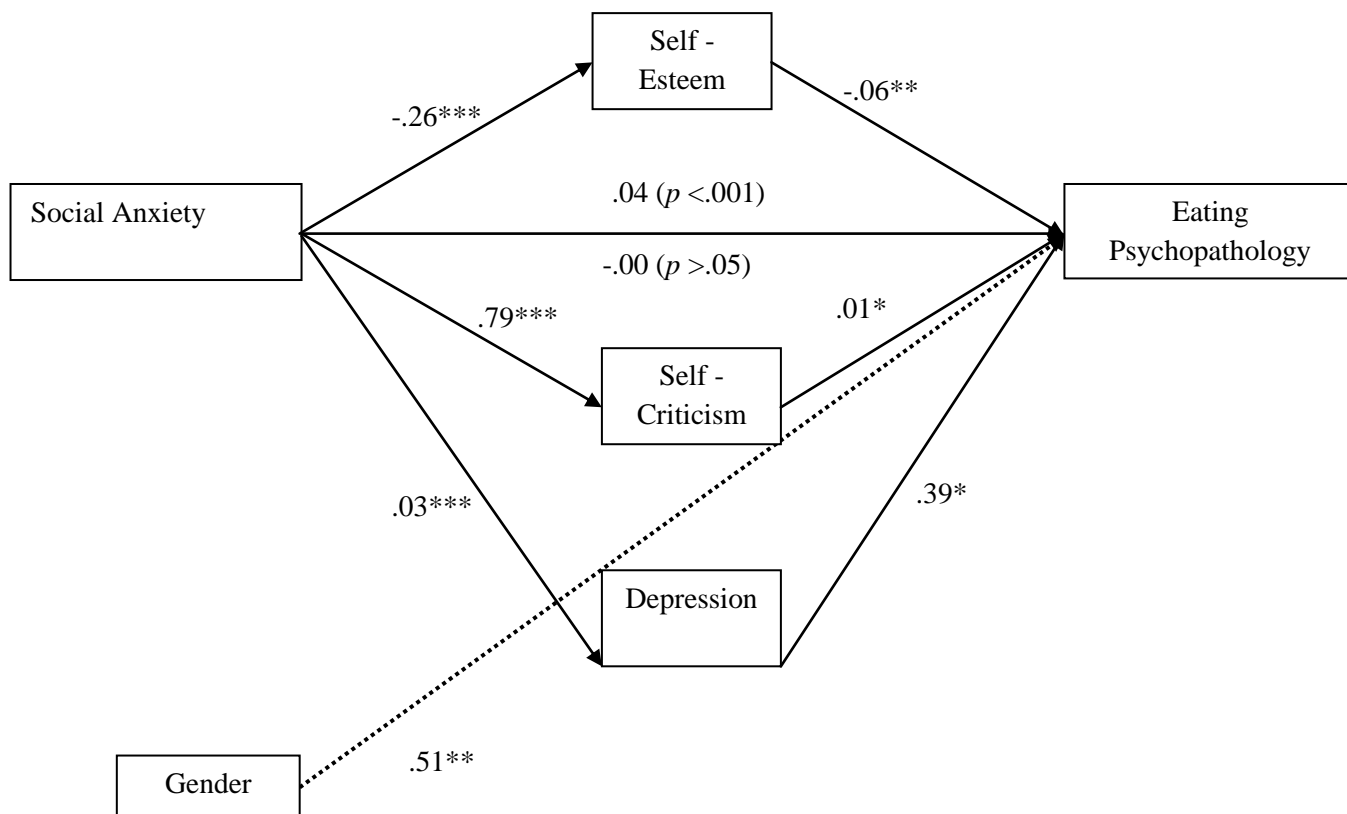 Self -
Esteem
-.26***
-.06**
Social Anxiety
.04 (p <.001)
Eating
Psychopathology
-.00 (p >.05)
.79***
.01*
Self -
Criticism
.03***
.39*
Depression
.51**
Gender